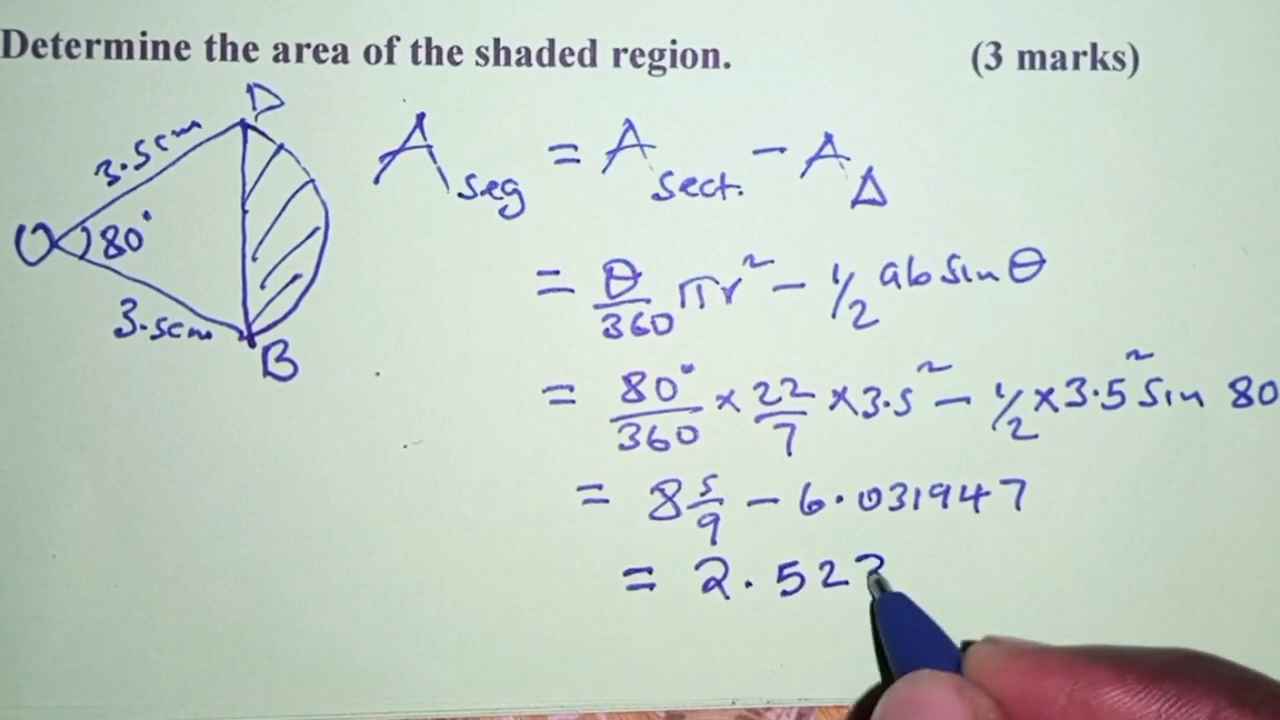 Determine the area of the shaded region. (3 marks)
D
3.5cm
O 80°
3.5cm
B
A seg = A sect. - A Δ
= θ/360 πr² - 1/2 ab sin θ
= 80°/360 × 22/7 × 3.5² - 1/2 × 3.5² sin 80
= 8 5/9 - 6.031947
= 2.523